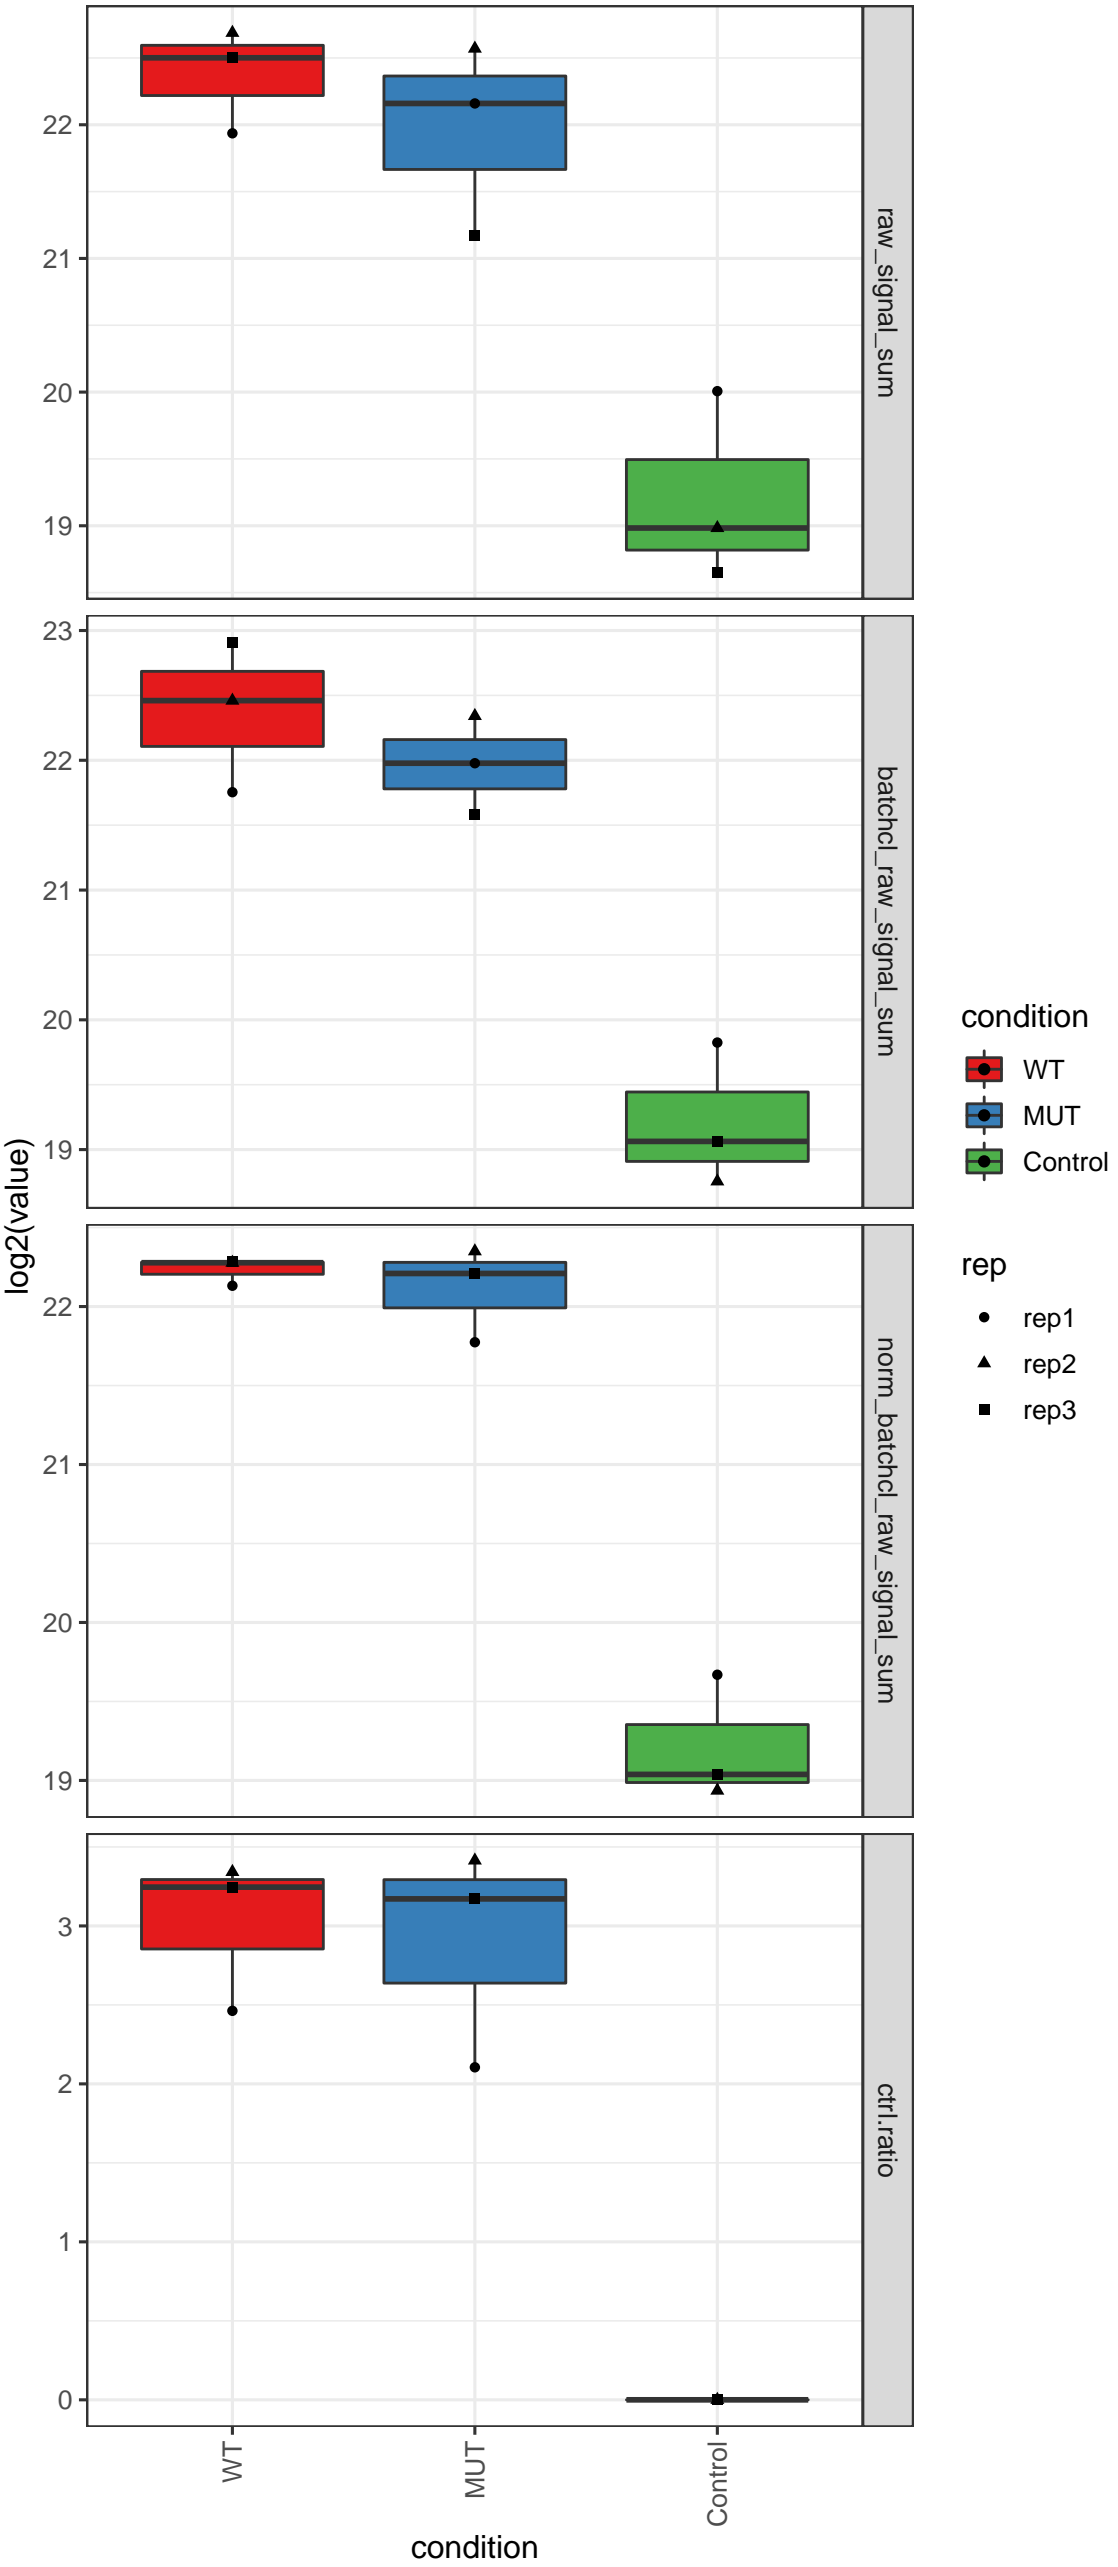 22
21
20
19
raw_signal_sum
23
22
21
20
19
batchcl_raw_signal_sum
22
21
20
19
norm_batchcl_raw_signal_sum
3
2
1
0
ctrl.ratio
log2(value)
WT
MUT
Control
condition
condition
WT
MUT
Control
rep
rep1
rep2
rep3